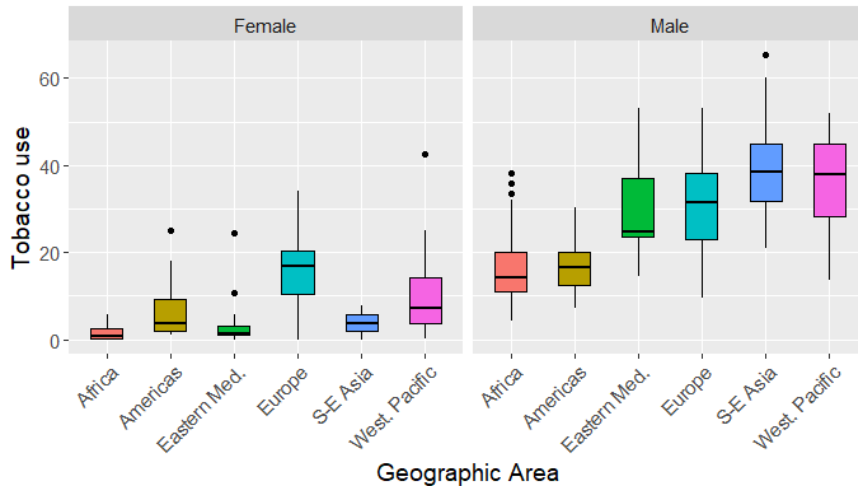 Female
Male
Tobacco use
60
40
20
0
Africa
Americas
Eastern Med.
Europe
S-E Asia
West. Pacific
Africa
Americas
Eastern Med.
Europe
S-E Asia
West. Pacific
Geographic Area